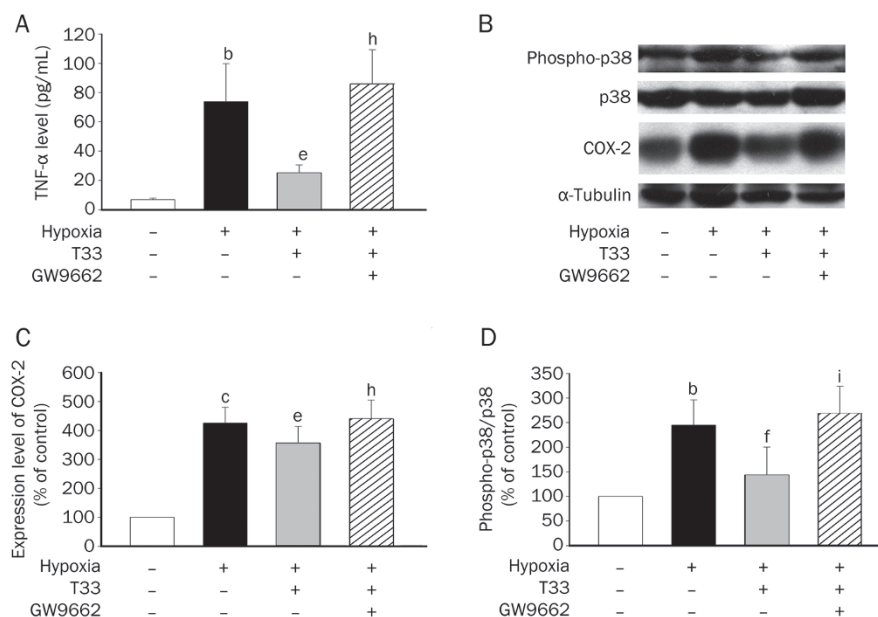 A
TNF-α level (pg/mL)
120
100
80
60
40
20
0
b
e
h
Hypoxia – + + +
T33 – – + +
GW9662 – – – +
B
Phospho-p38
p38
COX-2
α-Tubulin
Hypoxia – + + +
T33 – – + +
GW9662 – – – +
C
Expression level of COX-2
(% of control)
600
500
400
300
200
100
0
c
e
h
Hypoxia – + + +
T33 – – + +
GW9662 – – – +
D
Phospho-p38/p38
(% of control)
350
300
250
200
150
100
50
0
b
f
i
Hypoxia – + + +
T33 – – + +
GW9662 – – – +